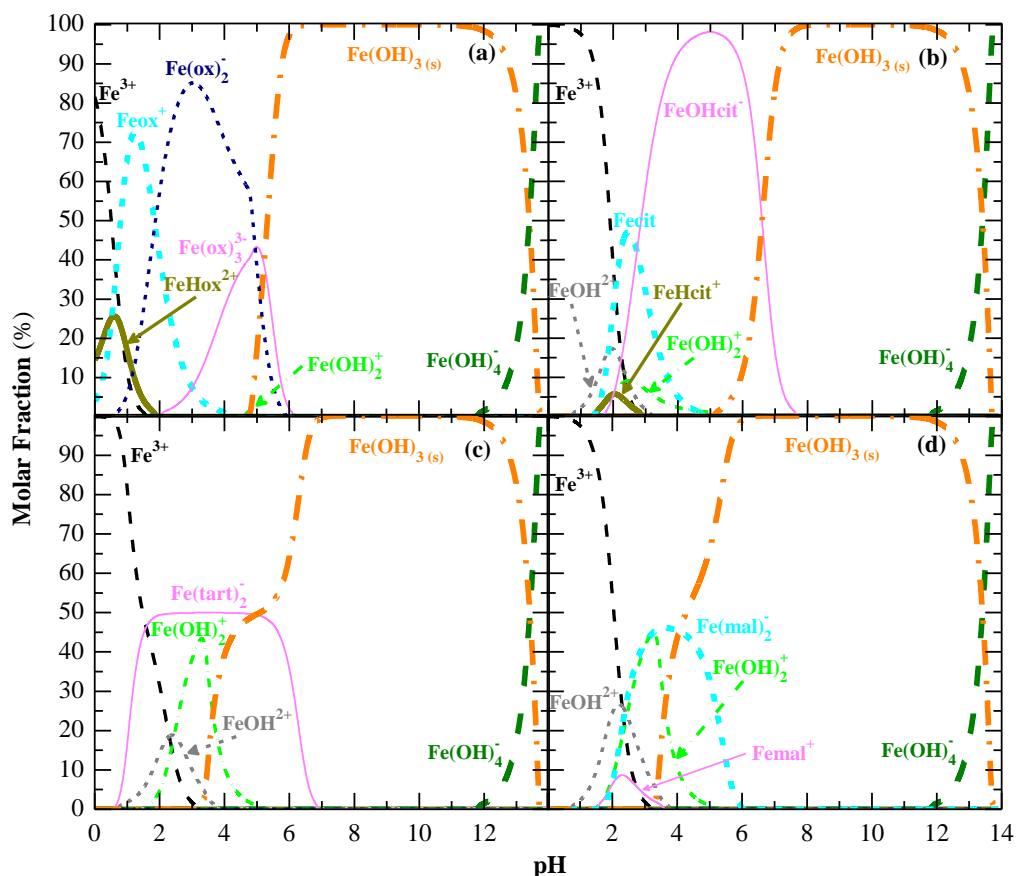 Molar Fraction (%)
100
90
80
70
60
50
40
30
20
10
Fe³⁺
Feox⁺
Fe(ox)₂⁻
Fe(OH)₃ (s)
(a)
Fe(ox)₃³⁻
FeHox²⁺
Fe(OH)₂⁺
Fe(OH)₄⁻
Fe³⁺
FeOHcit⁻
Fe(OH)₃ (s)
(b)
Fecit
FeOH²⁺
FeHcit⁺
Fe(OH)₂⁺
Fe(OH)₄⁻
90
80
70
60
50
40
30
20
10
0
Fe³⁺
Fe(OH)₃ (s)
(c)
Fe(tart)₂⁻
Fe(OH)₂⁺
FeOH²⁺
Fe(OH)₄⁻
Fe³⁺
Fe(OH)₃ (s)
(d)
Fe(mal)₂⁻
Fe(OH)₂⁺
FeOH²⁺
Femal⁺
Fe(OH)₄⁻
0 2 4 6 8 10 12
2 4 6 8 10 12 14
pH